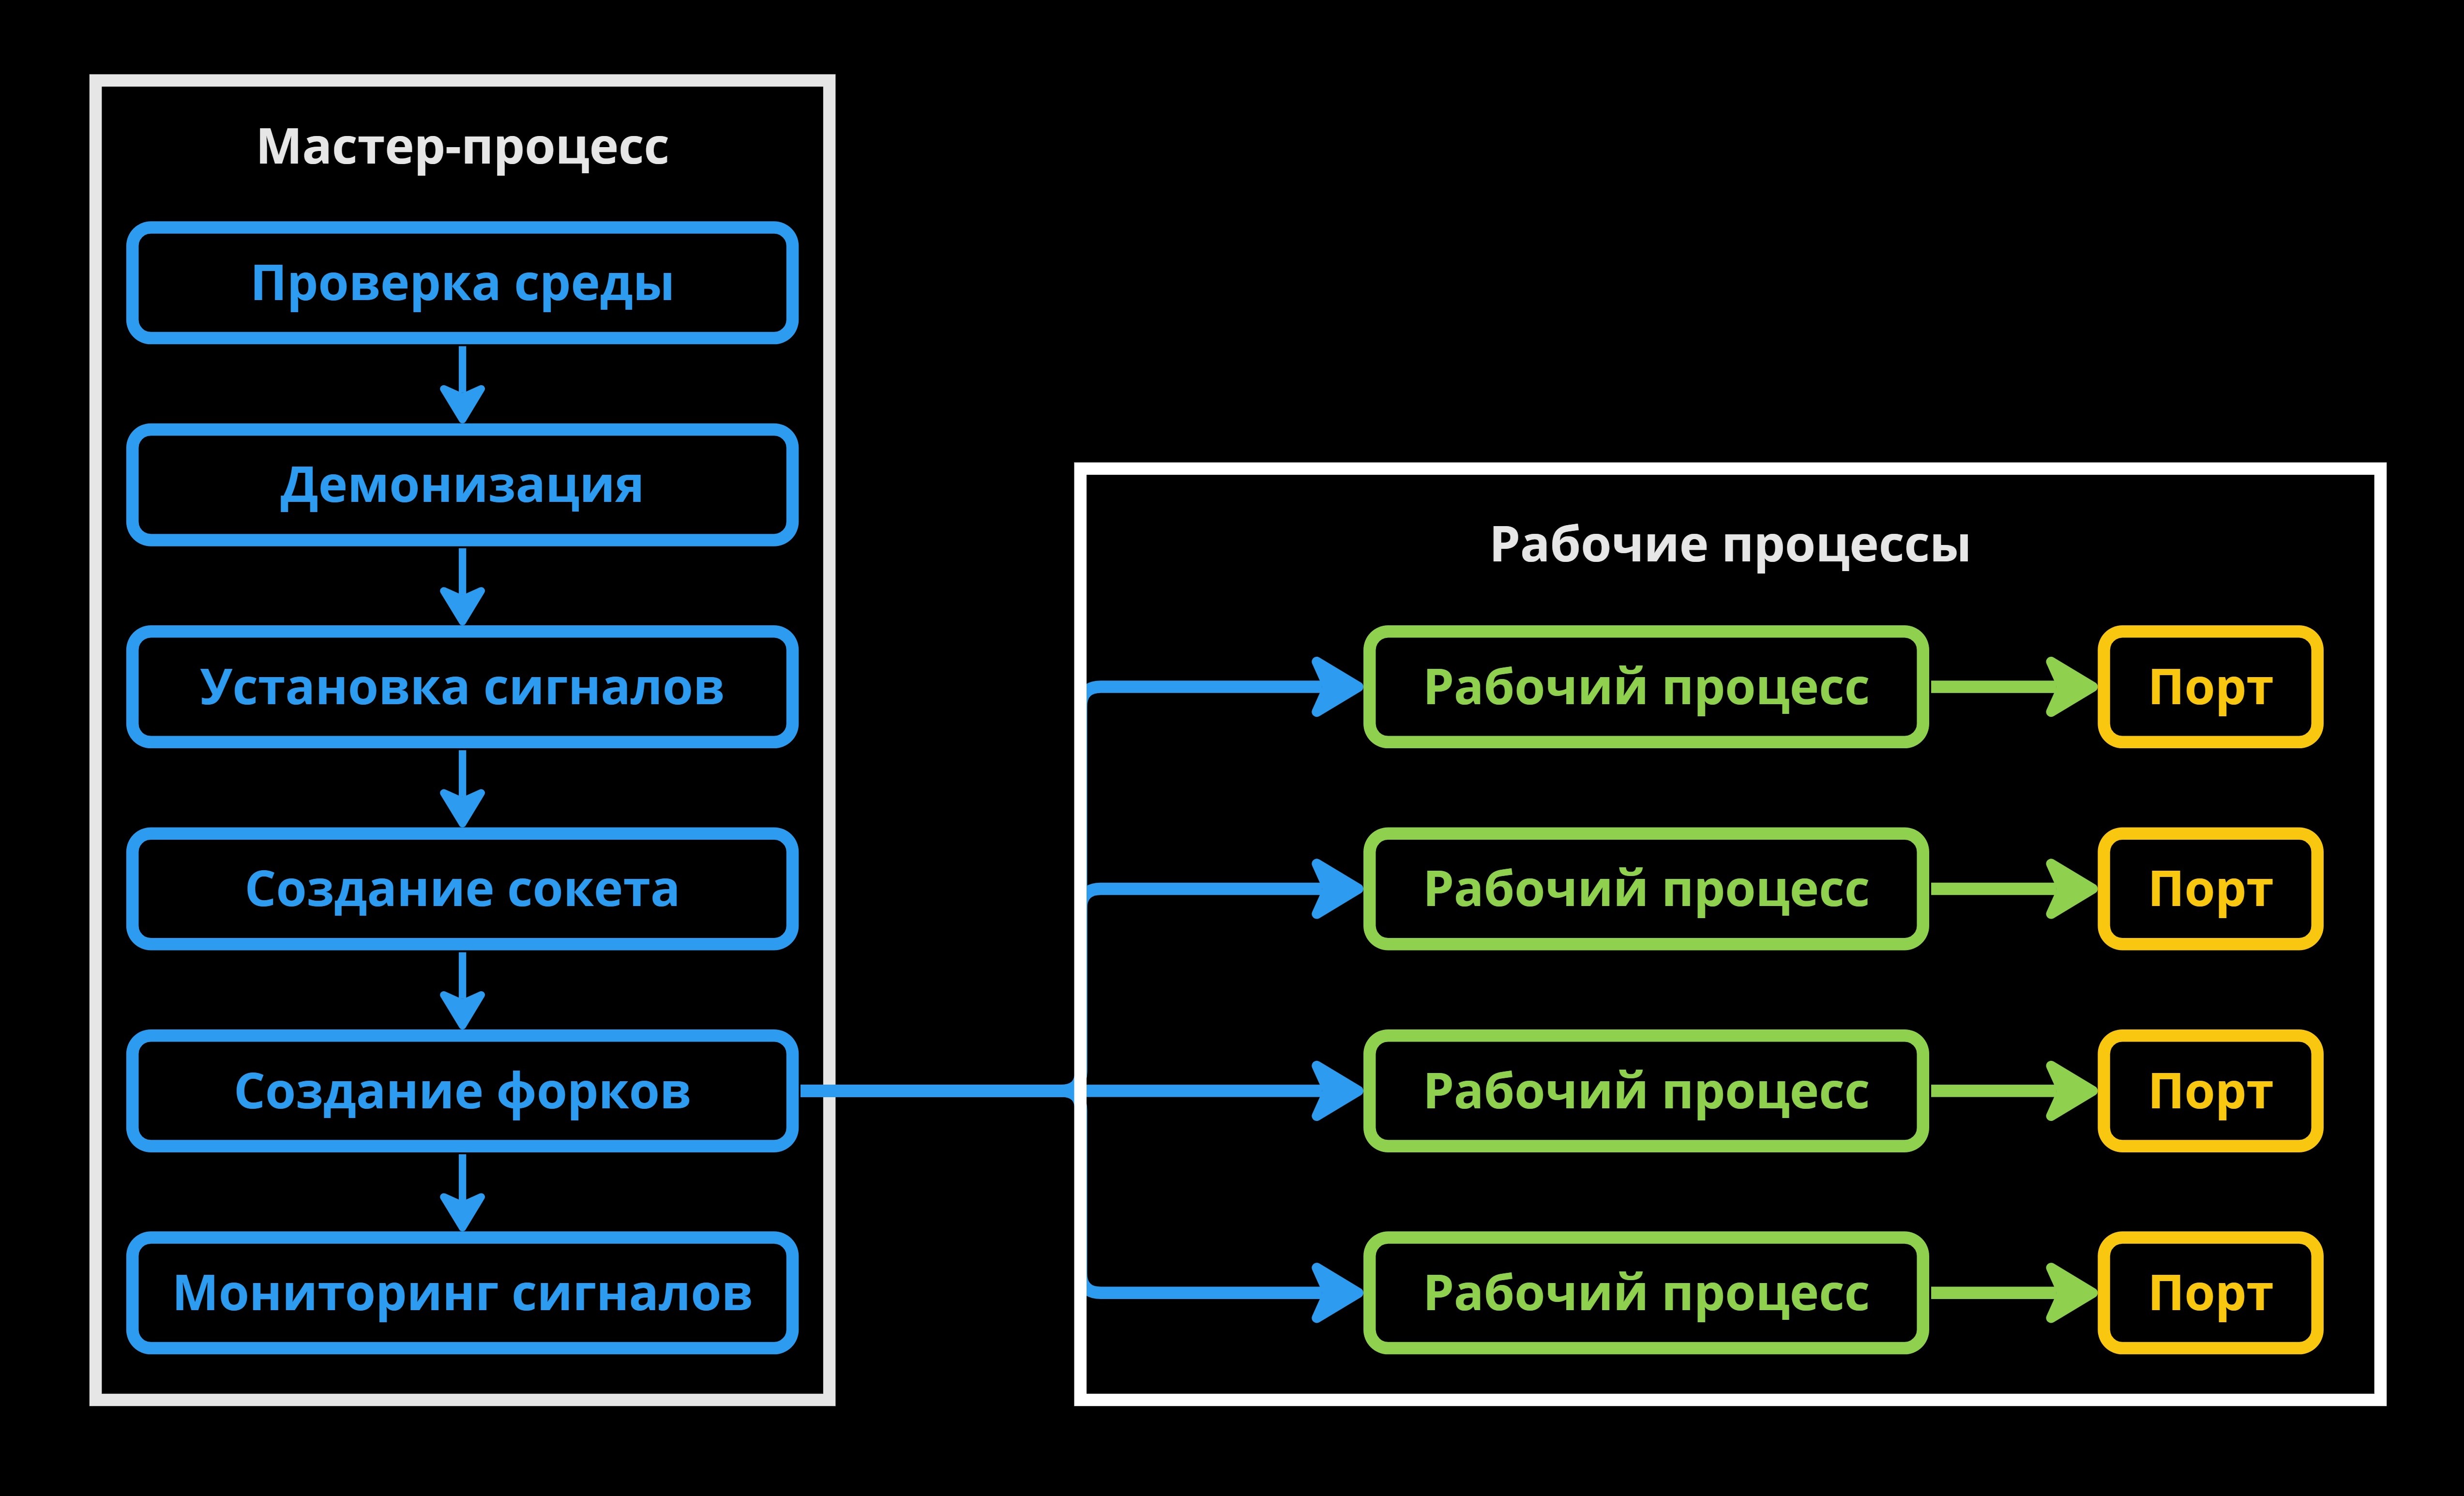 Мастер-процесс
Проверка среды
Демонизация
Установка сигналов
Создание сокета
Создание форков
Мониторинг сигналов
Рабочие процессы
Рабочий процесс
Порт
Рабочий процесс
Порт
Рабочий процесс
Порт
Рабочий процесс
Порт